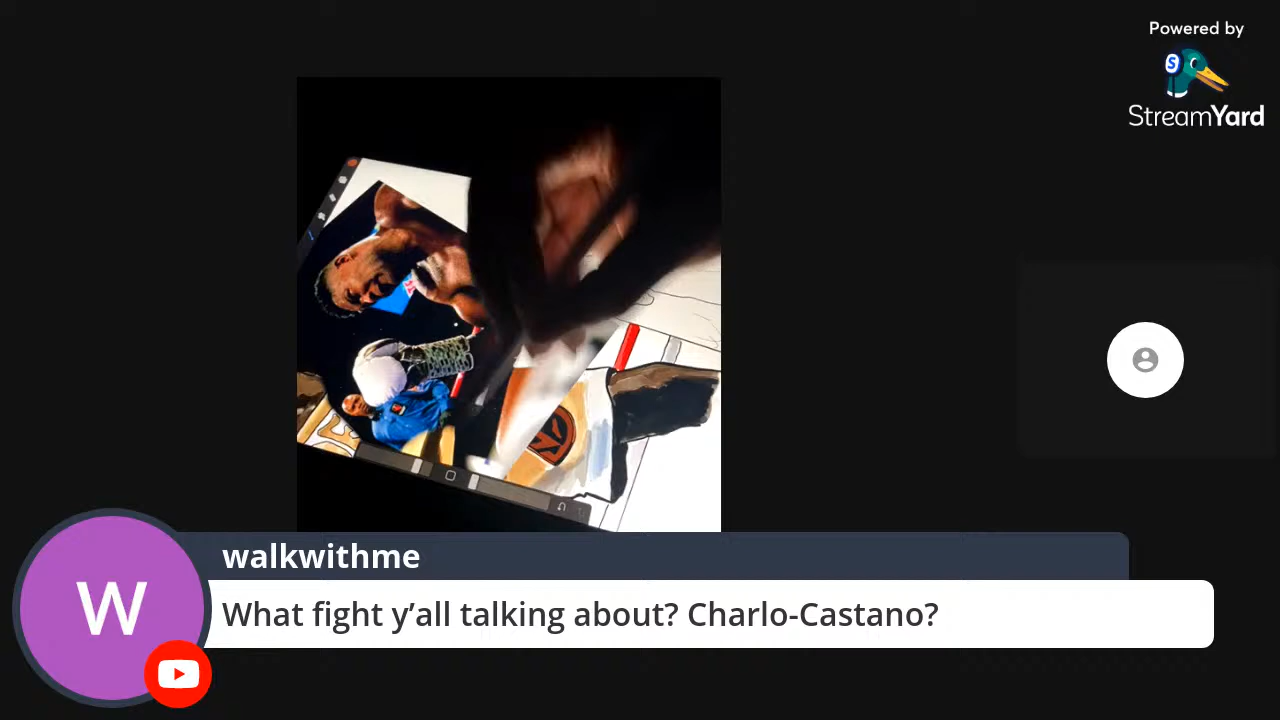 Powered by
S
StreamYard
walkwithme
W
What fight y’all talking about? Charlo-Castano?